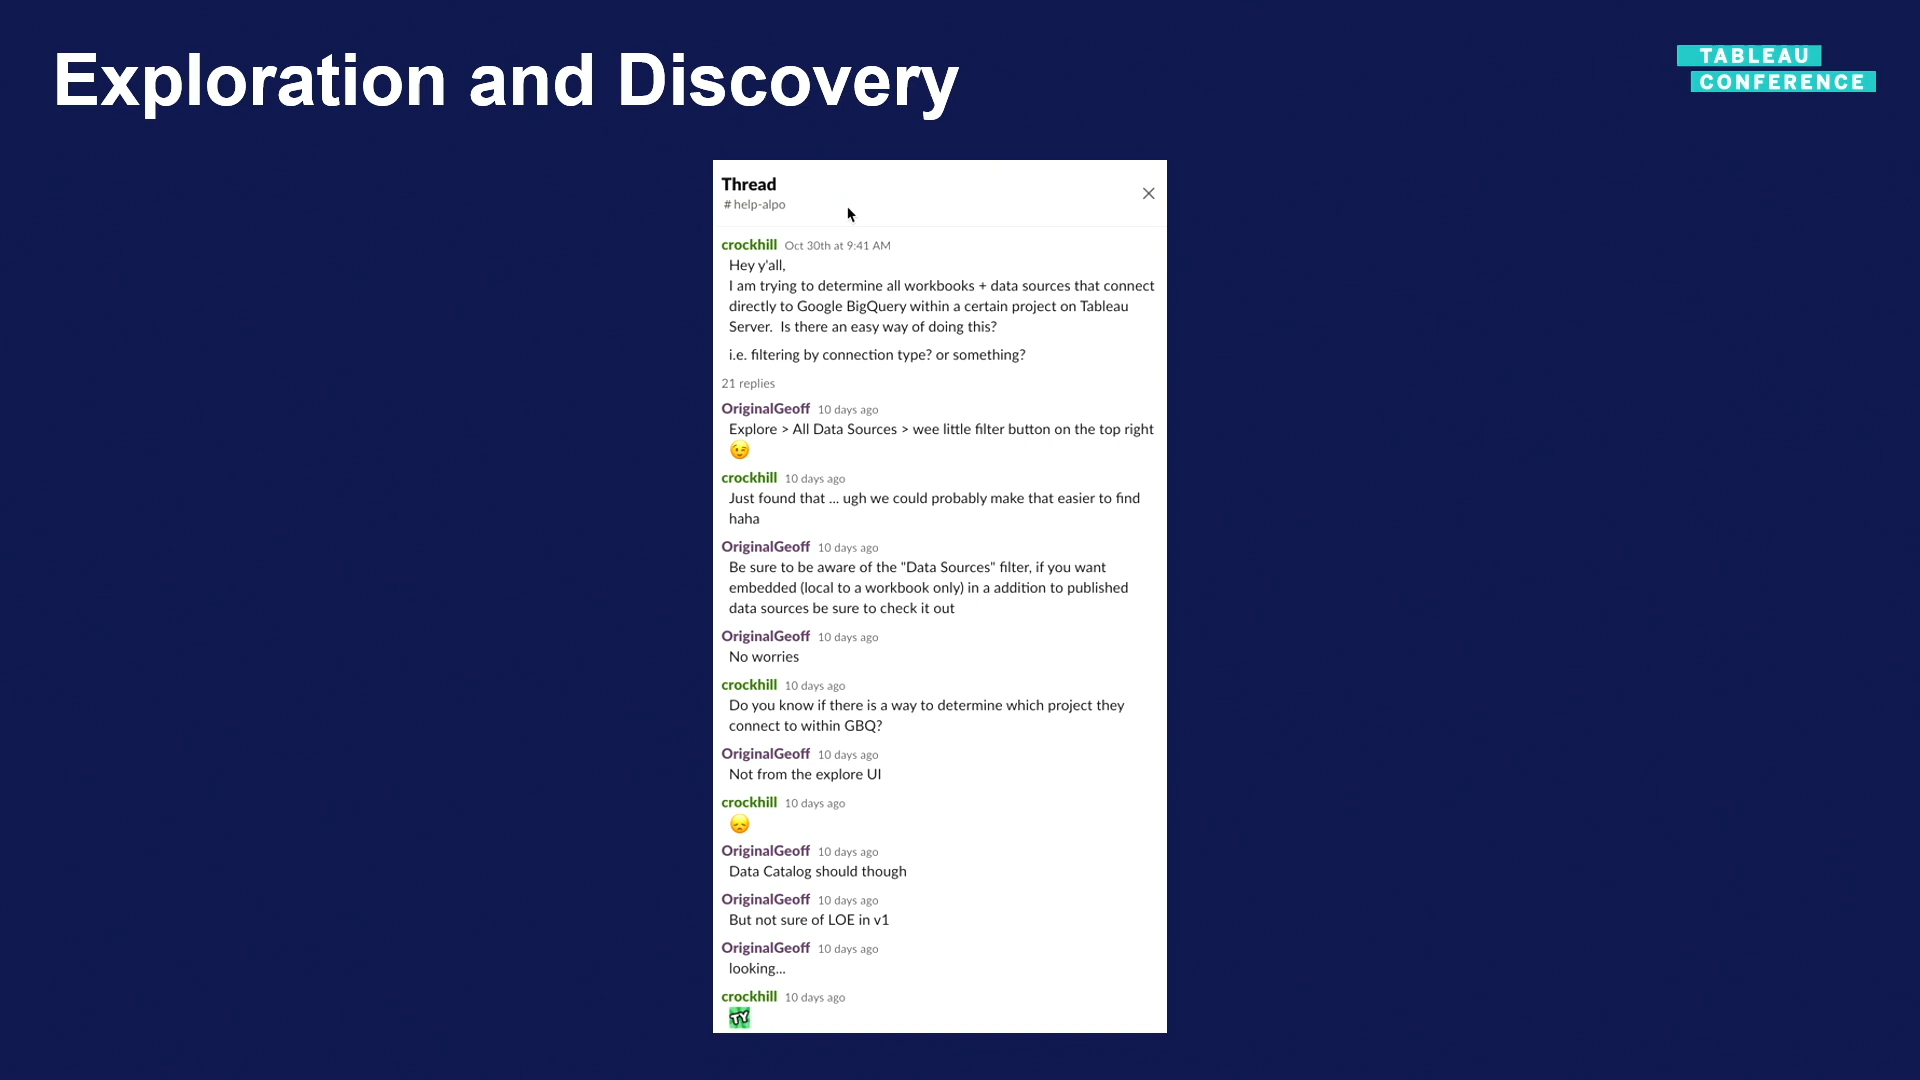 Exploration and Discovery
TABLEAU
CONFERENCE
Thread
# help-alpo
crockhill Oct 30th at 9:41 AM
Hey y'all,
I am trying to determine all workbooks + data sources that connect
directly to Google BigQuery within a certain project on Tableau
Server.  Is there an easy way of doing this?
i.e. filtering by connection type? or something?
21 replies
OriginalGeoff 10 days ago
Explore > All Data Sources > wee little filter button on the top right
crockhill 10 days ago
Just found that ... ugh we could probably make that easier to find
haha
OriginalGeoff 10 days ago
Be sure to be aware of the "Data Sources" filter, if you want
embedded (local to a workbook only) in a addition to published
data sources be sure to check it out
OriginalGeoff 10 days ago
No worries
crockhill 10 days ago
Do you know if there is a way to determine which project they
connect to within GBQ?
OriginalGeoff 10 days ago
Not from the explore UI
crockhill 10 days ago
OriginalGeoff 10 days ago
Data Catalog should though
OriginalGeoff 10 days ago
But not sure of LOE in v1
OriginalGeoff 10 days ago
looking...
crockhill 10 days ago
TY